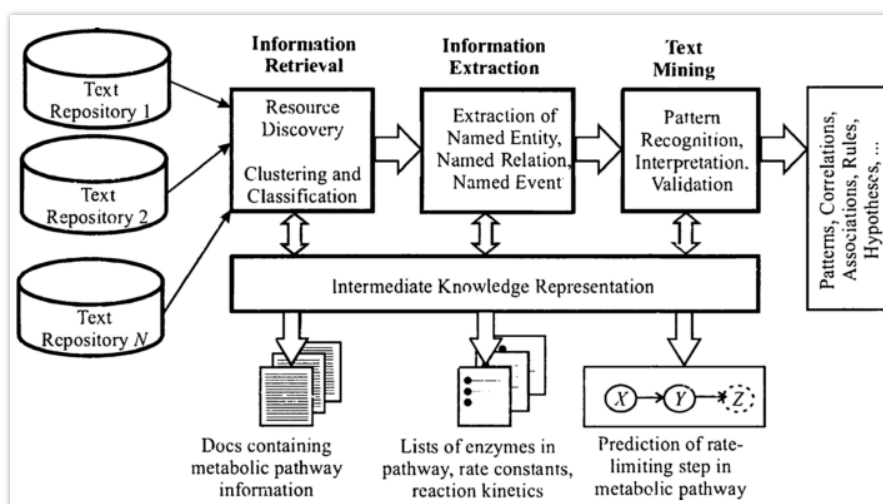 Information
Retrieval
Information
Extraction
Text
Mining
Text
Repository 1
Text
Repository 2
Text
Repository N
Resource
Discovery
Clustering and
Classification
Extraction of
Named Entity,
Named Relation,
Named Event
Pattern
Recognition,
Interpretation.
Validation
Patterns, Correlations,
Associations, Rules,
Hypotheses, ...
Intermediate Knowledge Representation
X
Y
Z
Docs containing
metabolic pathway
information
Lists of enzymes in
pathway, rate constants,
reaction kinetics
Prediction of rate-
limiting step in
metabolic pathway